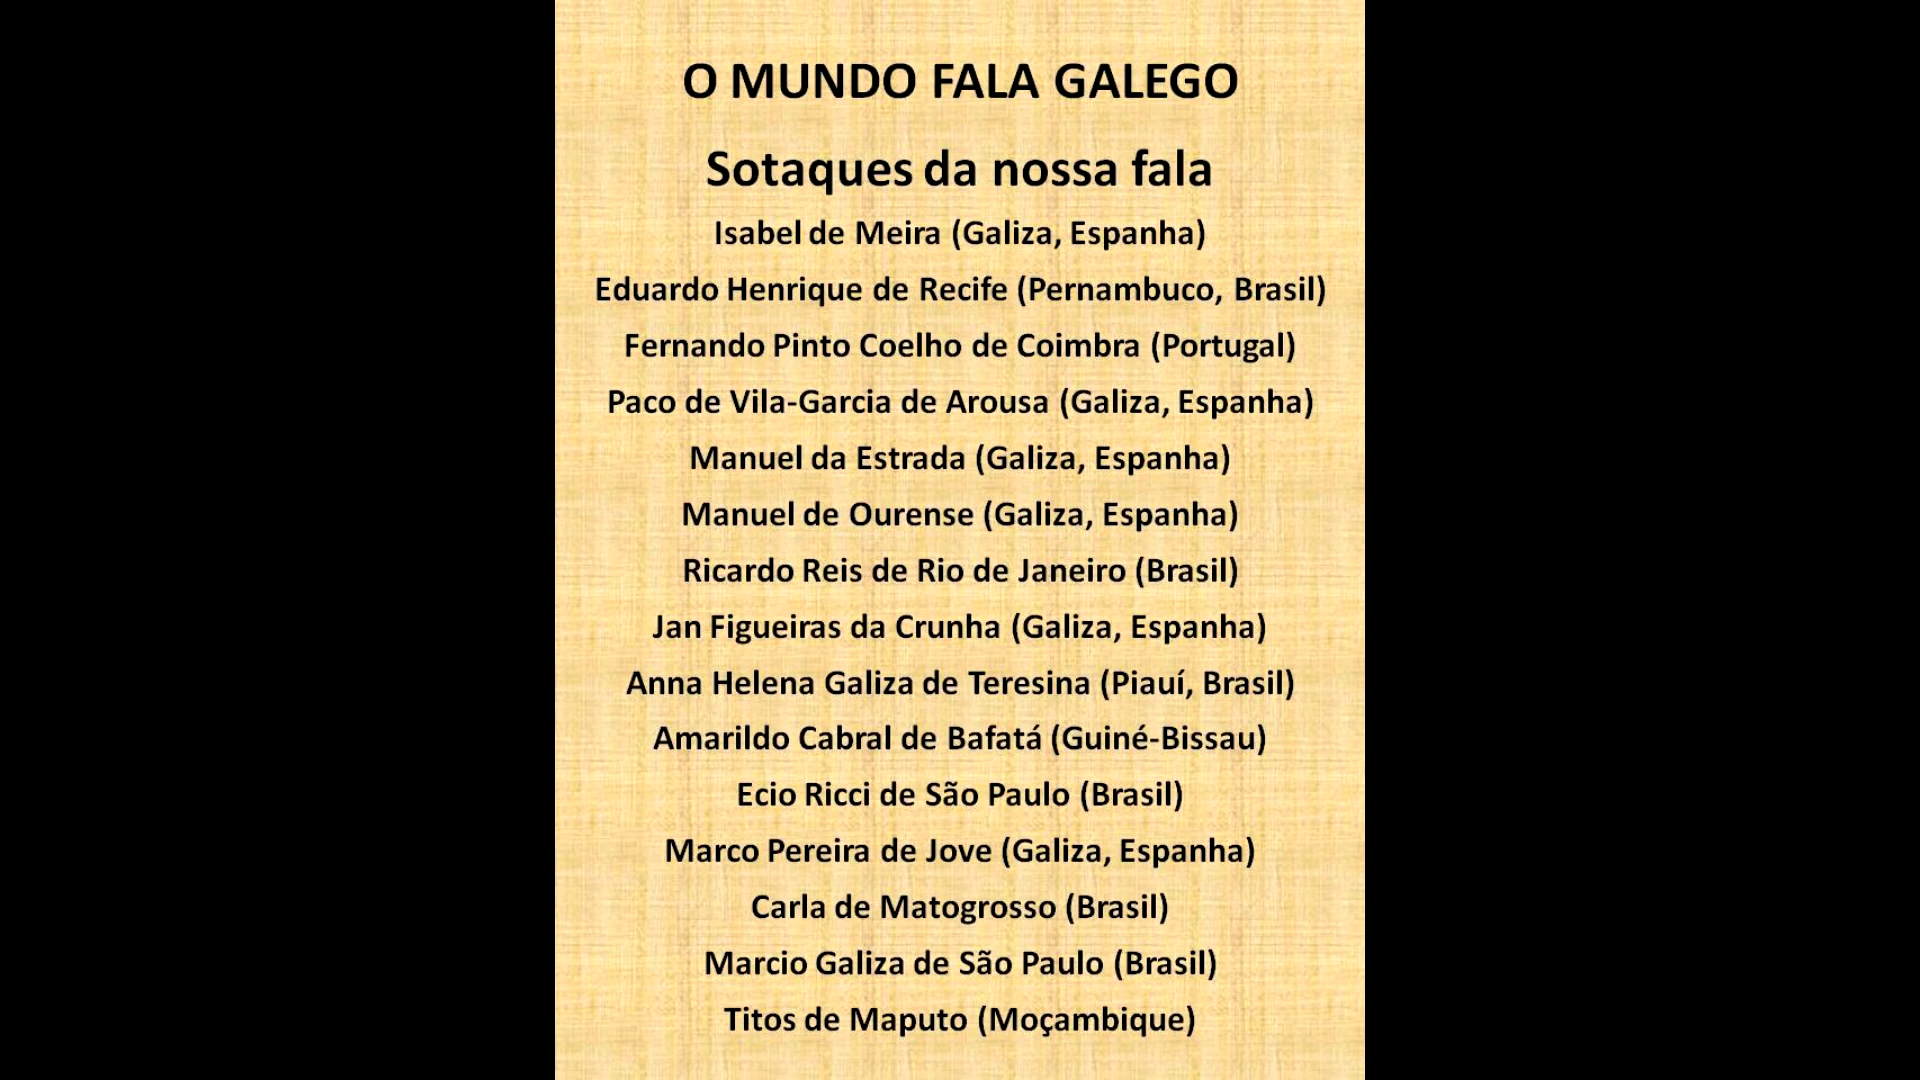 O MUNDO FALA GALEGO
Sotaques da nossa fala
Isabel de Meira (Galiza, Espanha)
Eduardo Henrique de Recife (Pernambuco, Brasil)
Fernando Pinto Coelho de Coimbra (Portugal)
Paco de Vila-Garcia de Arousa (Galiza, Espanha)
Manuel da Estrada (Galiza, Espanha)
Manuel de Ourense (Galiza, Espanha)
Ricardo Reis de Rio de Janeiro (Brasil)
Jan Figueiras da Crunha (Galiza, Espanha)
Anna Helena Galiza de Teresina (Piauí, Brasil)
Amarildo Cabral de Bafatá (Guiné-Bissau)
Ecio Ricci de São Paulo (Brasil)
Marco Pereira de Jove (Galiza, Espanha)
Carla de Matogrosso (Brasil)
Marcio Galiza de São Paulo (Brasil)
Titos de Maputo (Moçambique)